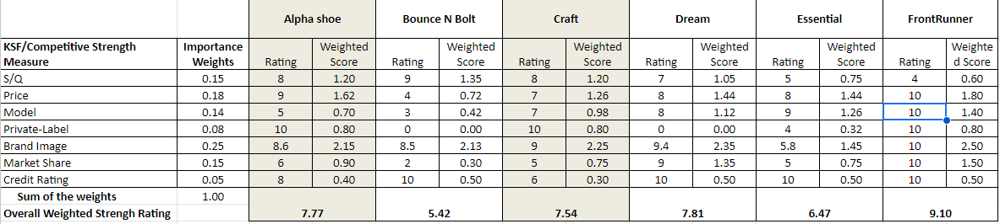 Alpha shoe Bounce N Bolt Craft Dream Essential FrontRunner
KSF/Competitive Strength Measure Importance Weights Rating Weighted Score Rating Weighted Score Rating Weighted Score Rating Weighted Score Rating Weighted Score Rating Weighte d Score
S/Q 0.15 8 1.20 9 1.35 8 1.20 7 1.05 5 0.75 4 0.60
Price 0.18 9 1.62 4 0.72 7 1.26 8 1.44 8 1.44 10 1.80
Model 0.14 5 0.70 3 0.42 7 0.98 8 1.12 9 1.26 10 1.40
Private-Label 0.08 10 0.80 0 0.00 10 0.80 0 0.00 4 0.32 10 0.80
Brand Image 0.25 8.6 2.15 8.5 2.13 9 2.25 9.4 2.35 5.8 1.45 10 2.50
Market Share 0.15 6 0.90 2 0.30 5 0.75 9 1.35 5 0.75 10 1.50
Credit Rating 0.05 8 0.40 10 0.50 6 0.30 10 0.50 10 0.50 10 0.50
Sum of the weights 1.00
Overall Weighted Strengh Rating 7.77 5.42 7.54 7.81 6.47 9.10